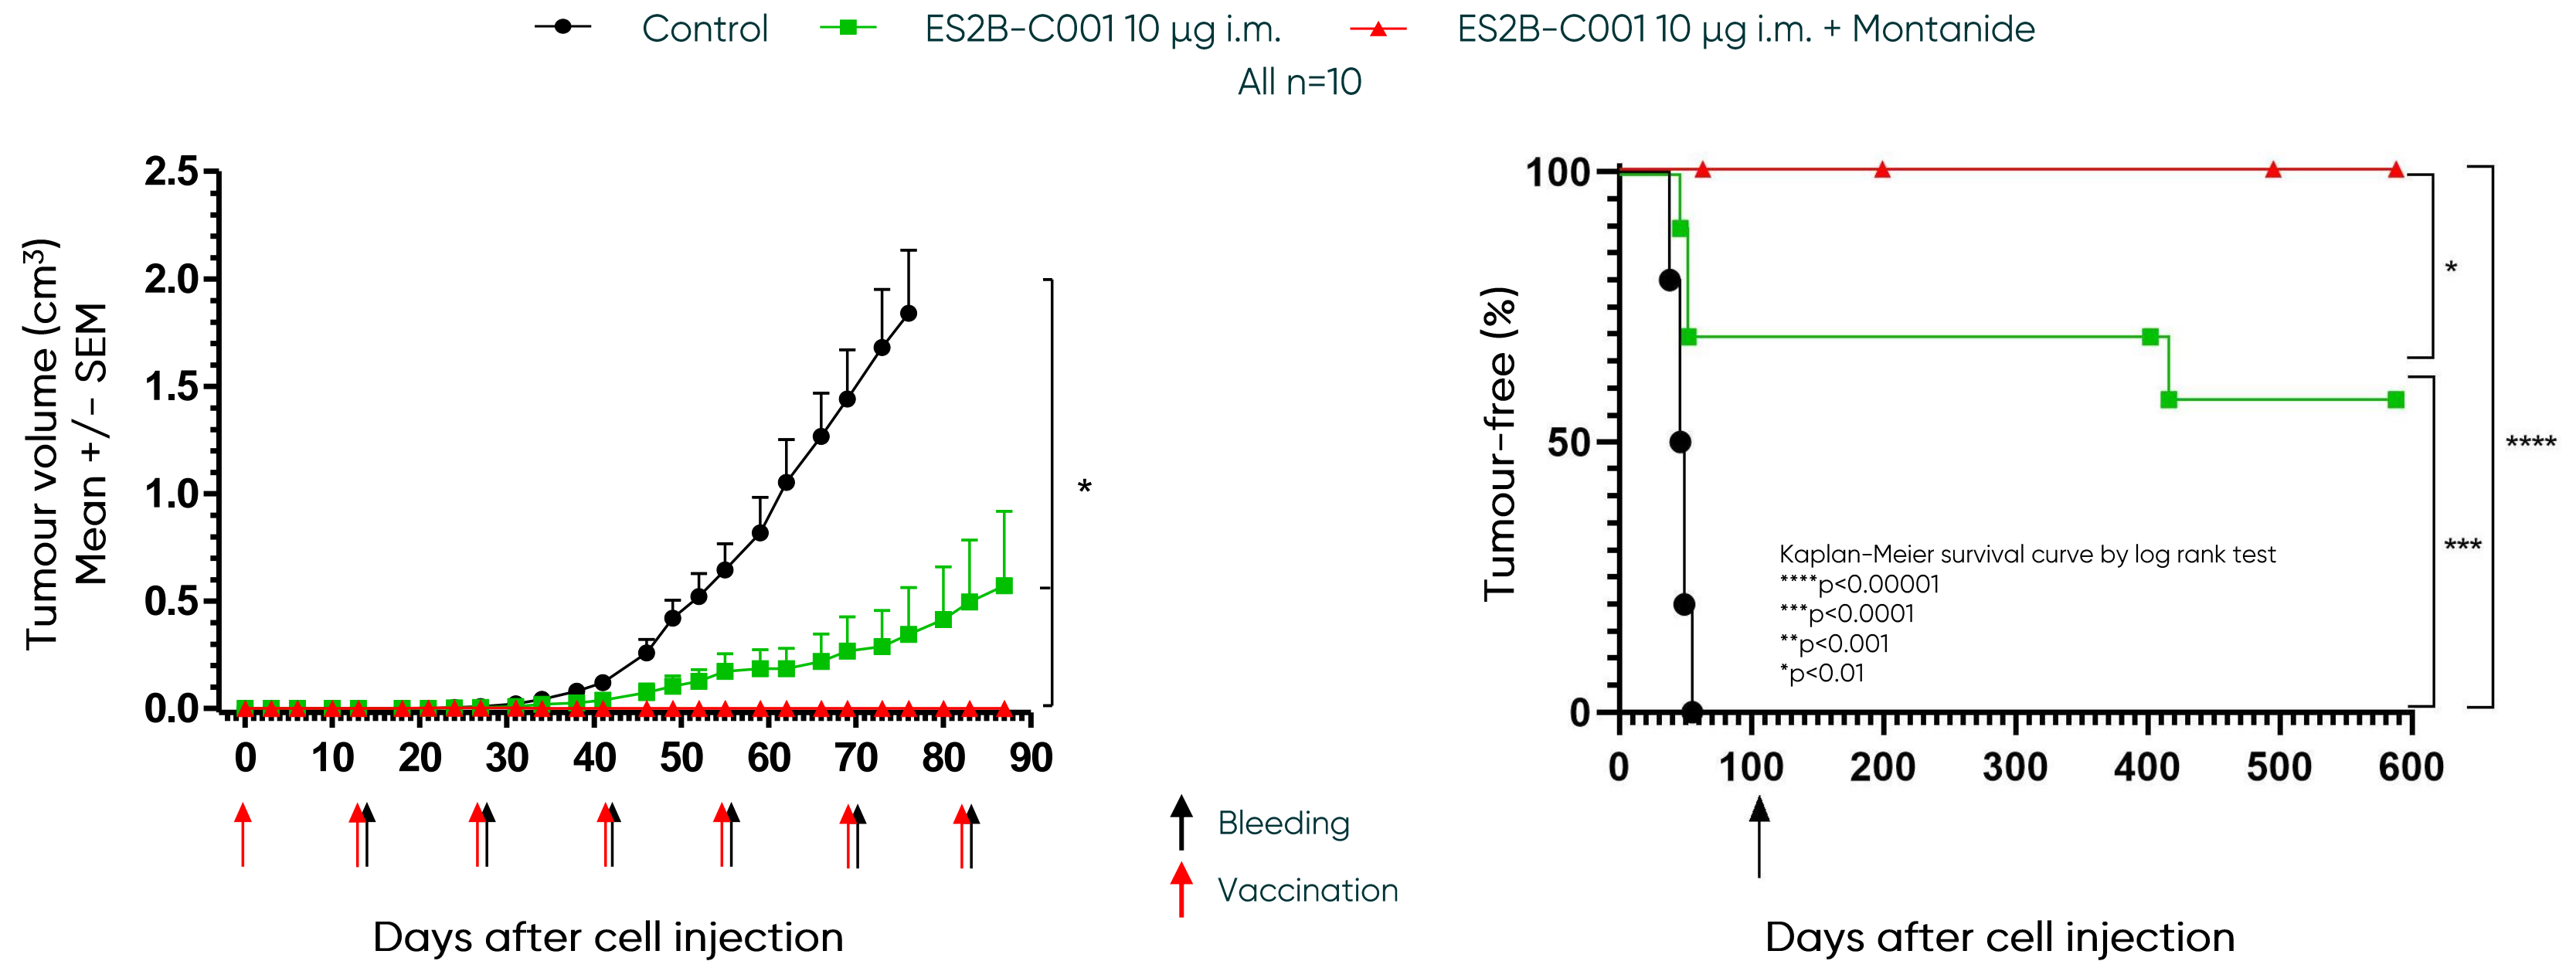 Control
ES2B-C001 10 µg i.m.
ES2B-C001 10 µg i.m. + Montanide
All n=10
Tumour volume (cm³)
Mean +/- SEM
2.5
2.0
1.5
1.0
0.5
0.0
0 10 20 30 40 50 60 70 80 90
*
Days after cell injection
Bleeding
Vaccination
Tumour-free (%)
100
50
0
0 100 200 300 400 500 600
Kaplan-Meier survival curve by log rank test
****p<0.00001
***p<0.0001
**p<0.001
*p<0.01
*
***
****
Days after cell injection